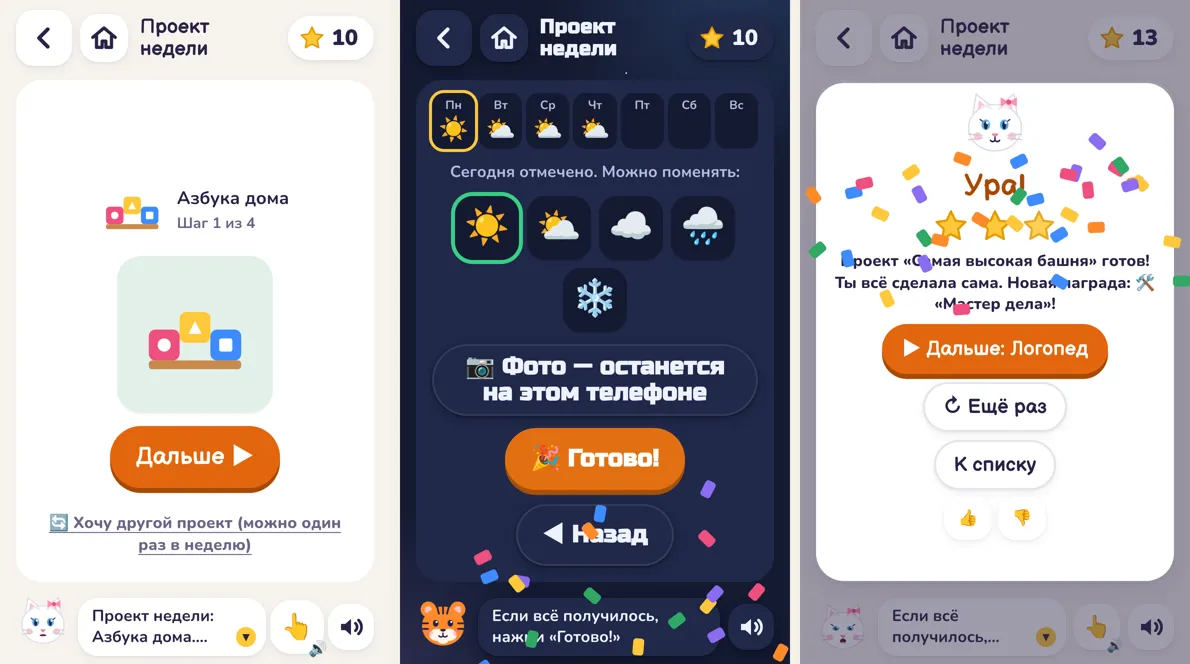 Проект
недели
10
Азбука дома
Шаг 1 из 4
Дальше ▶
🔄 Хочу другой проект (можно один
раз в неделю)
Проект недели:
Азбука дома....
Проект
недели
10
Пн Вт Ср Чт Пт Сб Вс
Сегодня отмечено. Можно поменять:
📷 Фото — останется
на этом телефоне
🎉 Готово!
◀ Назад
Если всё получилось,
нажми «Готово!»
Проект
недели
13
Ура!
Проект «Самая высокая башня» готов!
Ты всё сделала сама. Новая награда: 🛠️
«Мастер дела»!
▶ Дальше: Логопед
Ещё раз
К списку
Если всё
получилось,...